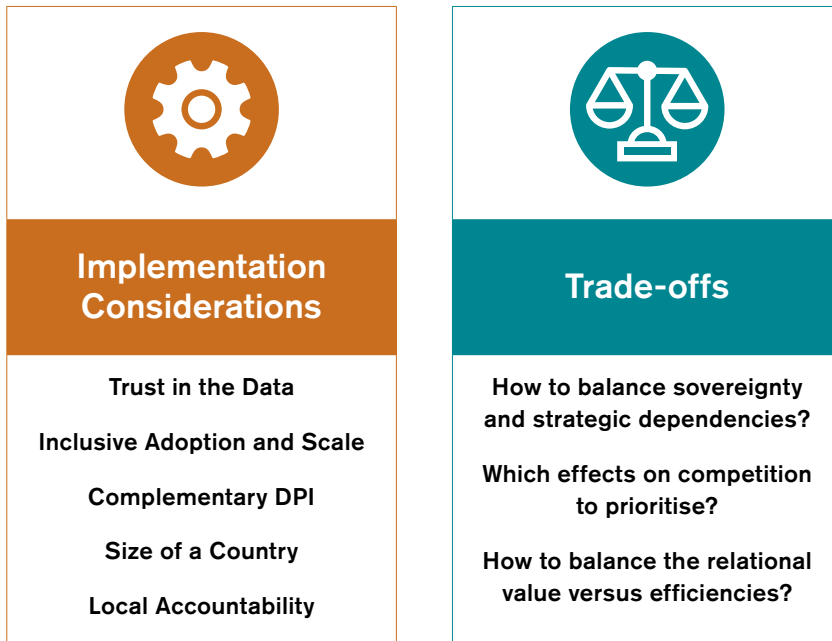 Implementation
Considerations
Trust in the Data
Inclusive Adoption and Scale
Complementary DPI
Size of a Country
Local Accountability
Trade-offs
How to balance sovereignty
and strategic dependencies?
Which effects on competition
to prioritise?
How to balance the relational
value versus efficiencies?